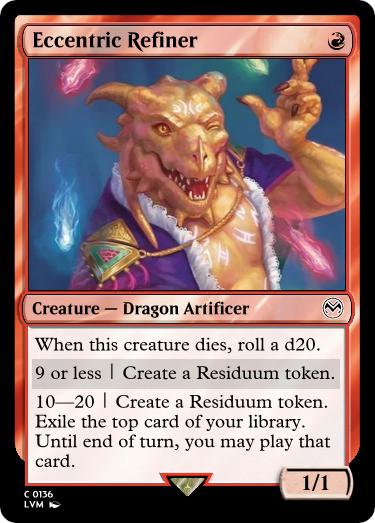 Eccentric Refiner
Creature — Dragon Artificer
When this creature dies, roll a d20.
9 or less | Create a Residuum token.
10—20 | Create a Residuum token.
Exile the top card of your library.
Until end of turn, you may play that
card.
1/1
C 0136
LVM